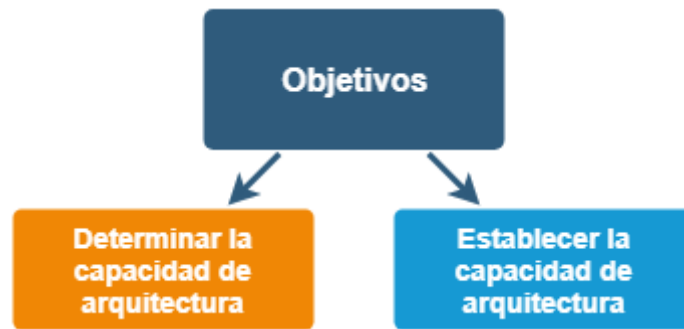 Objetivos
Determinar la
capacidad de
arquitectura
Establecer la
capacidad de
arquitectura